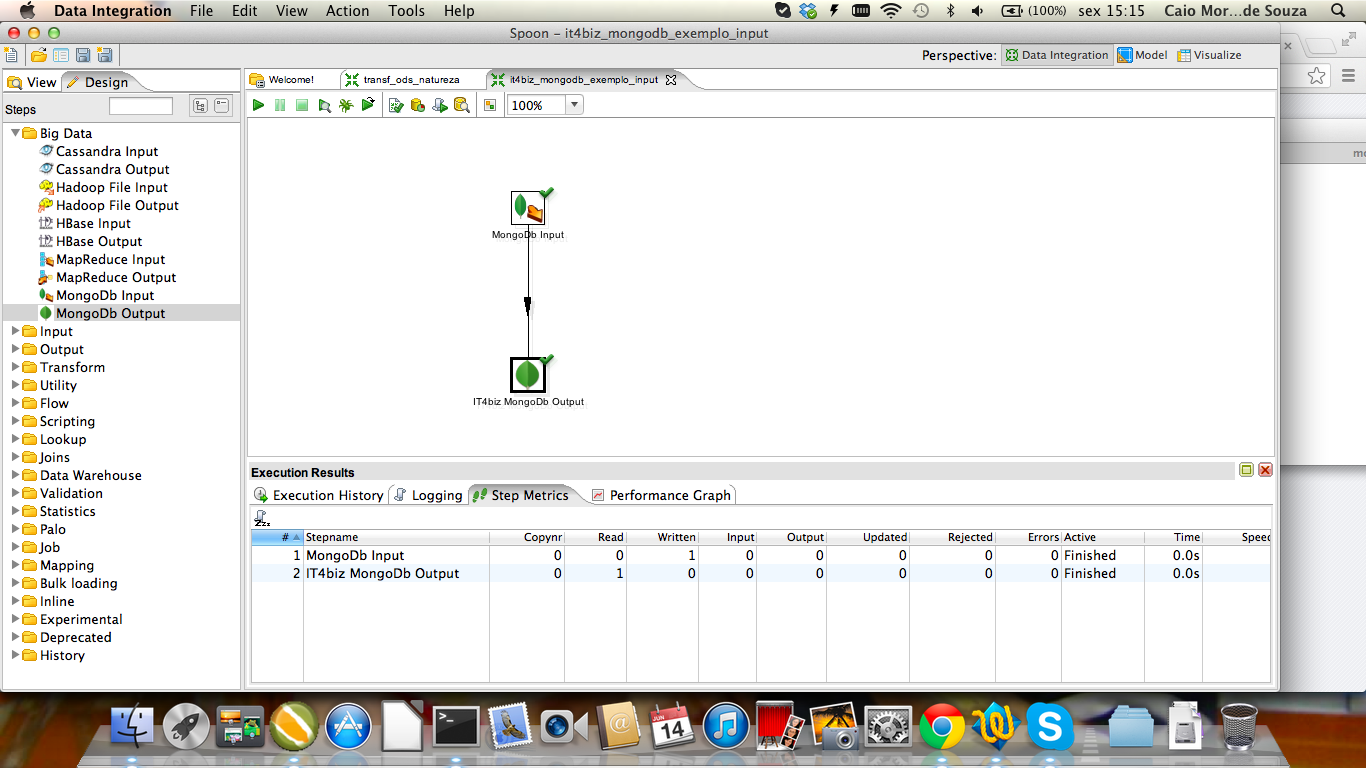 Data Integration File Edit View Action Tools Help (100%) sex 15:15 Caio Mor...de Souza
Spoon – it4biz_mongodb_exemplo_input
Perspective: Data Integration Model Visualize
View Design
Steps
Big Data
Cassandra Input
Cassandra Output
Hadoop File Input
Hadoop File Output
HBase Input
HBase Output
MapReduce Input
MapReduce Output
MongoDb Input
MongoDb Output
Input
Output
Transform
Utility
Flow
Scripting
Lookup
Joins
Data Warehouse
Validation
Statistics
Palo
Job
Mapping
Bulk loading
Inline
Experimental
Deprecated
History
Welcome! transf_ods_natureza it4biz_mongodb_exemplo_input
100%
MongoDb Input
IT4biz MongoDb Output
Execution Results
Execution History Logging Step Metrics Performance Graph
# Stepname Copynr Read Written Input Output Updated Rejected Errors Active Time Speed
1 MongoDb Input 0 0 1 0 0 0 0 0 Finished 0.0s
2 IT4biz MongoDb Output 0 1 0 0 0 0 0 0 Finished 0.0s
JUN
14